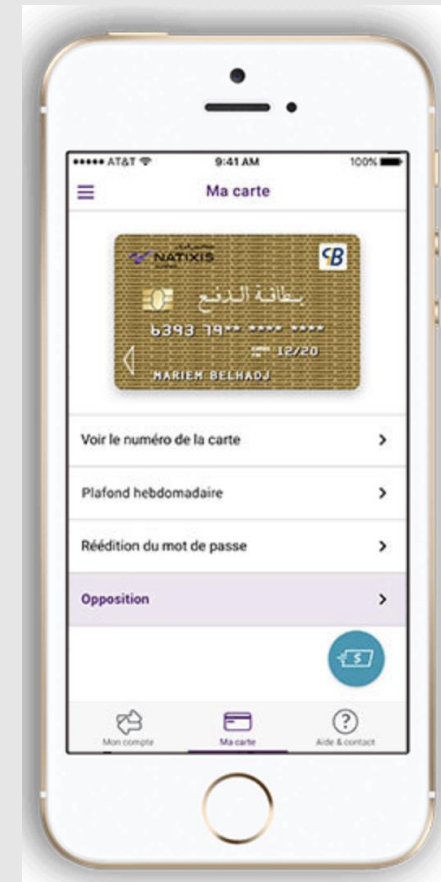 AT&T 9:41 AM 100%
Ma carte
NATIXIS
CB
بطاقة الدفع
6393 79** **** ****
12/20
MARIEM BELHADJ
Voir le numéro de la carte
Plafond hebdomadaire
Réédition du mot de passe
Opposition
$
Mon compte
Ma carte
Aide & contact
?